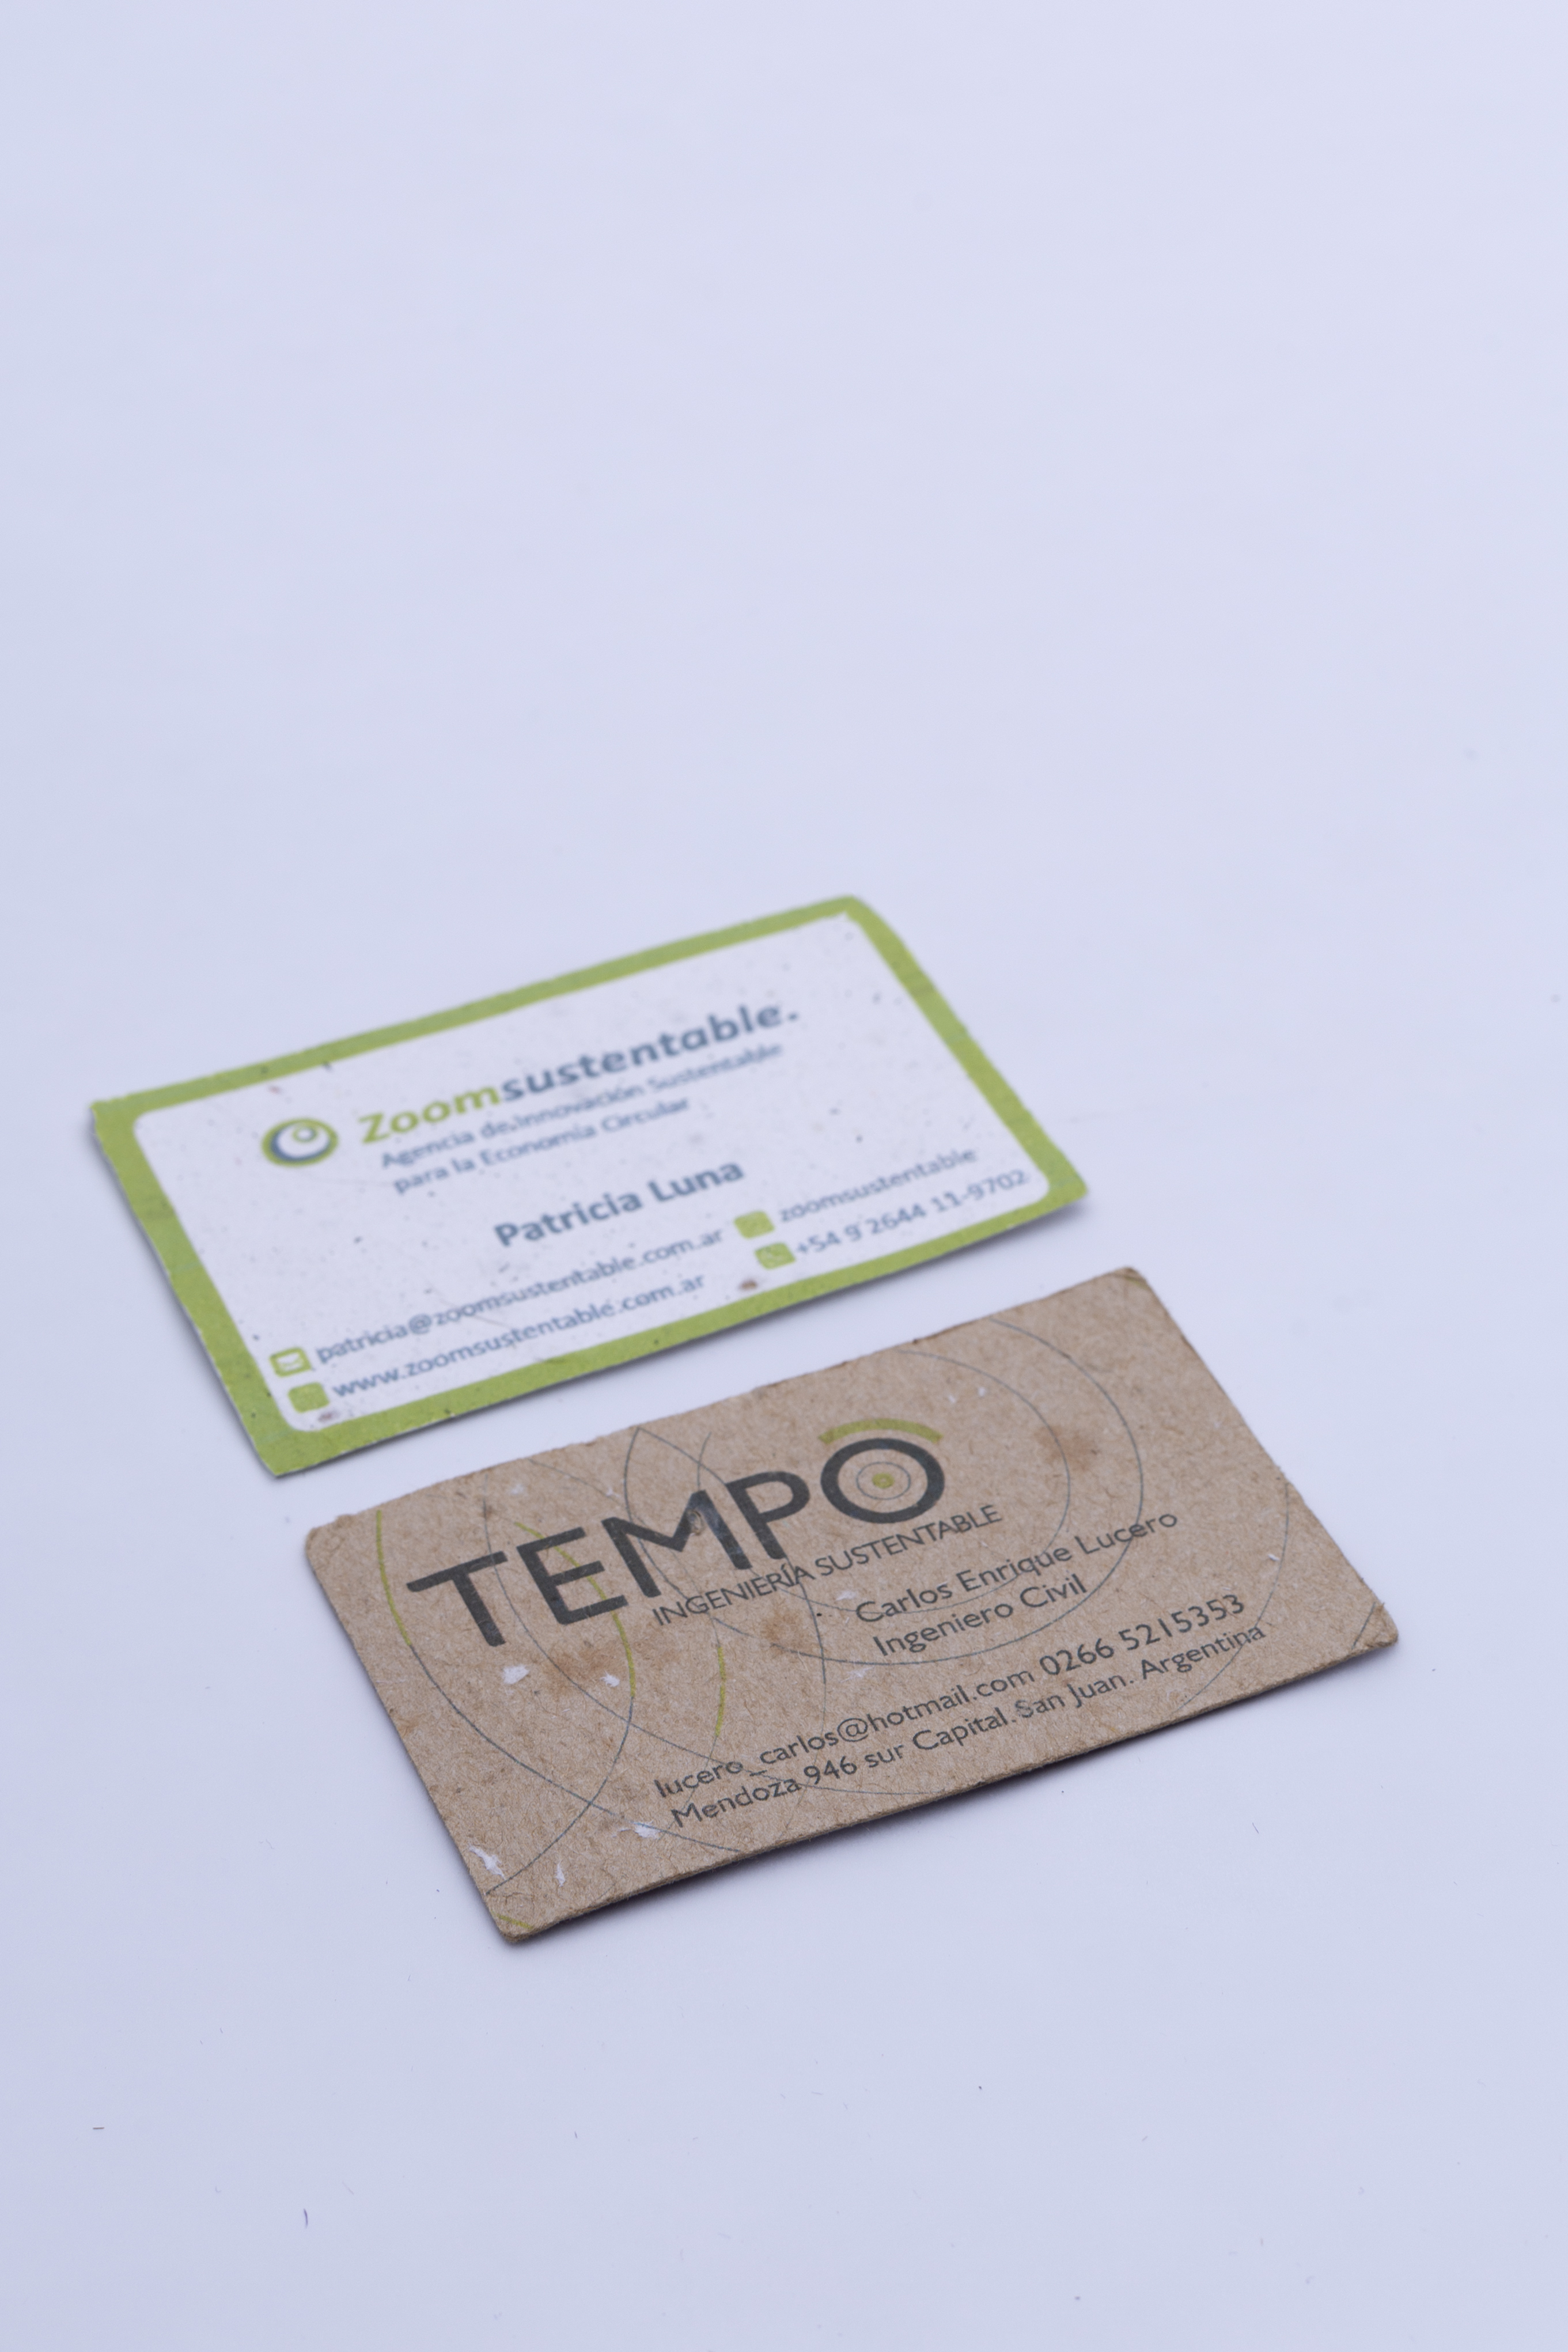 Zoomsustentable.
Agencia de Innovación Sustentable
para la Economía Circular
Patricia Luna
patricia@zoomsustentable.com.ar
www.zoomsustentable.com.ar
zoomsustentable
+54 9 2644 11-9702
TEMPO
INGENIERÍA SUSTENTABLE
Carlos Enrique Lucero
Ingeniero Civil
lucero_carlos@hotmail.com 0266 5215353
Mendoza 946 sur Capital. San Juan. Argentina